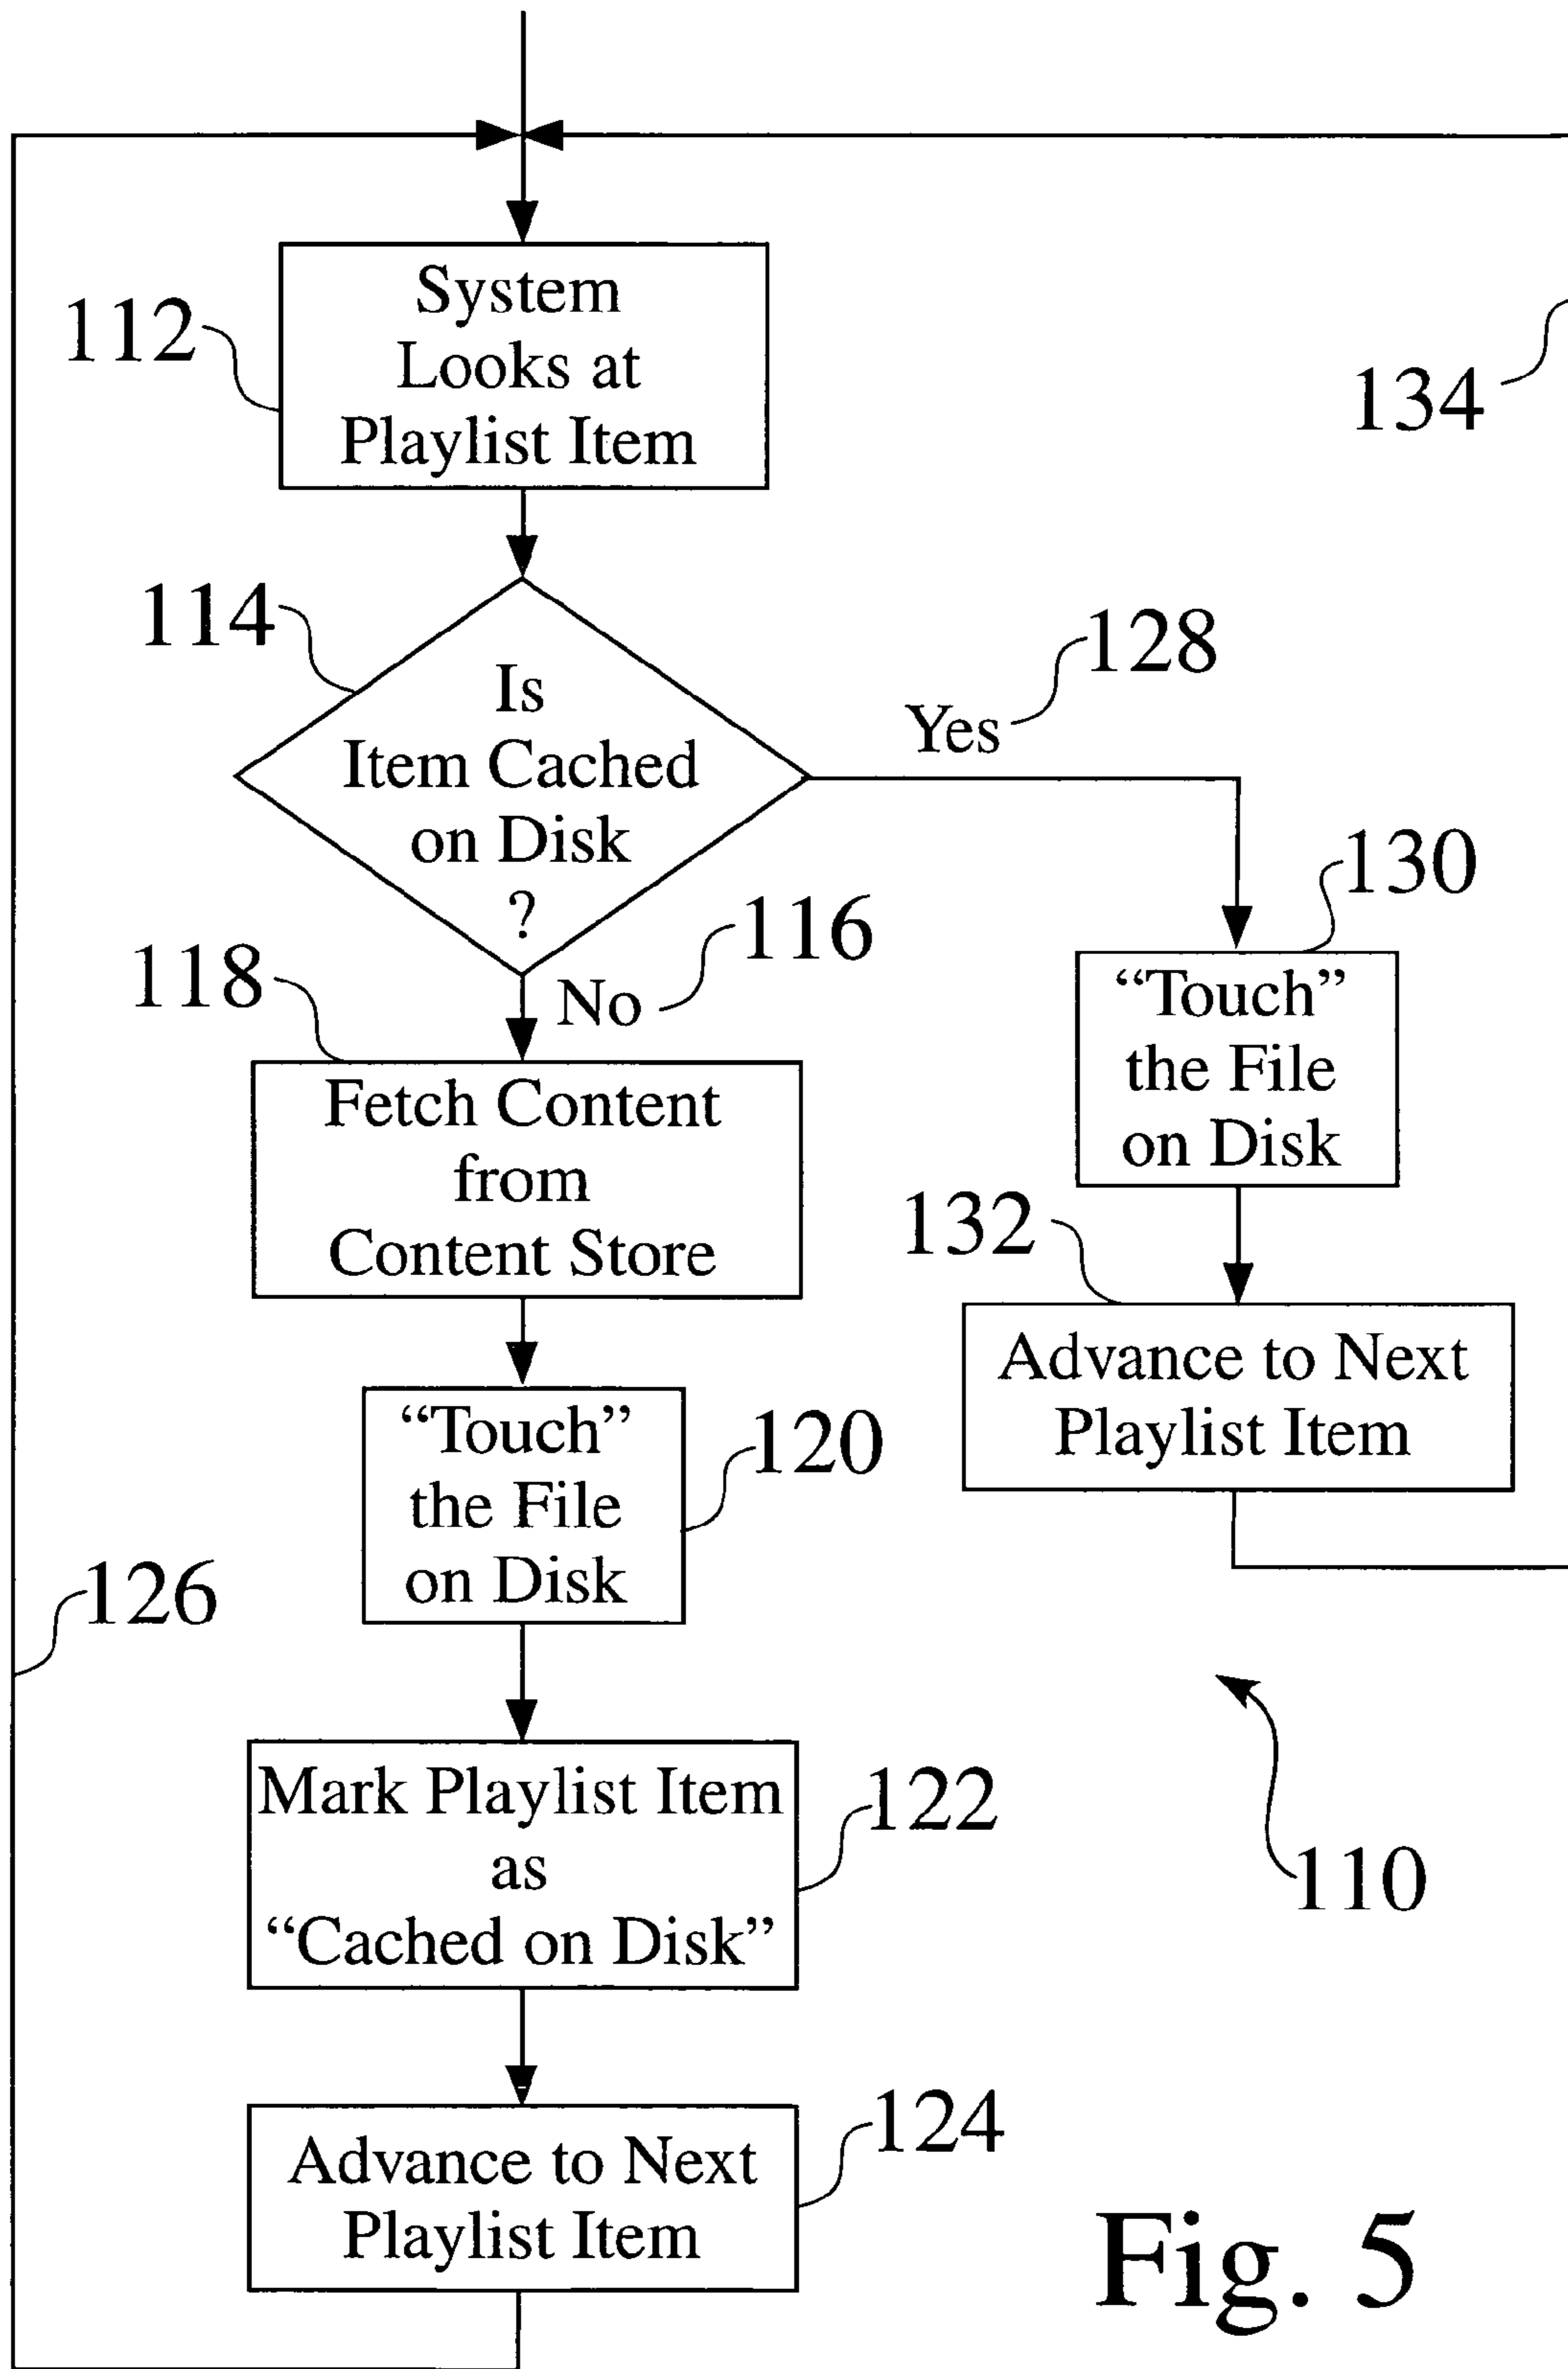 112
System
Looks at
Playlist Item
134
114
Is
Item Cached
on Disk
?
128
Yes
116
No
118
Fetch Content
from
Content Store
130
“Touch”
the File
on Disk
132
Advance to Next
Playlist Item
120
“Touch”
the File
on Disk
126
122
Mark Playlist Item
as
“Cached on Disk”
110
124
Advance to Next
Playlist Item
Fig. 5